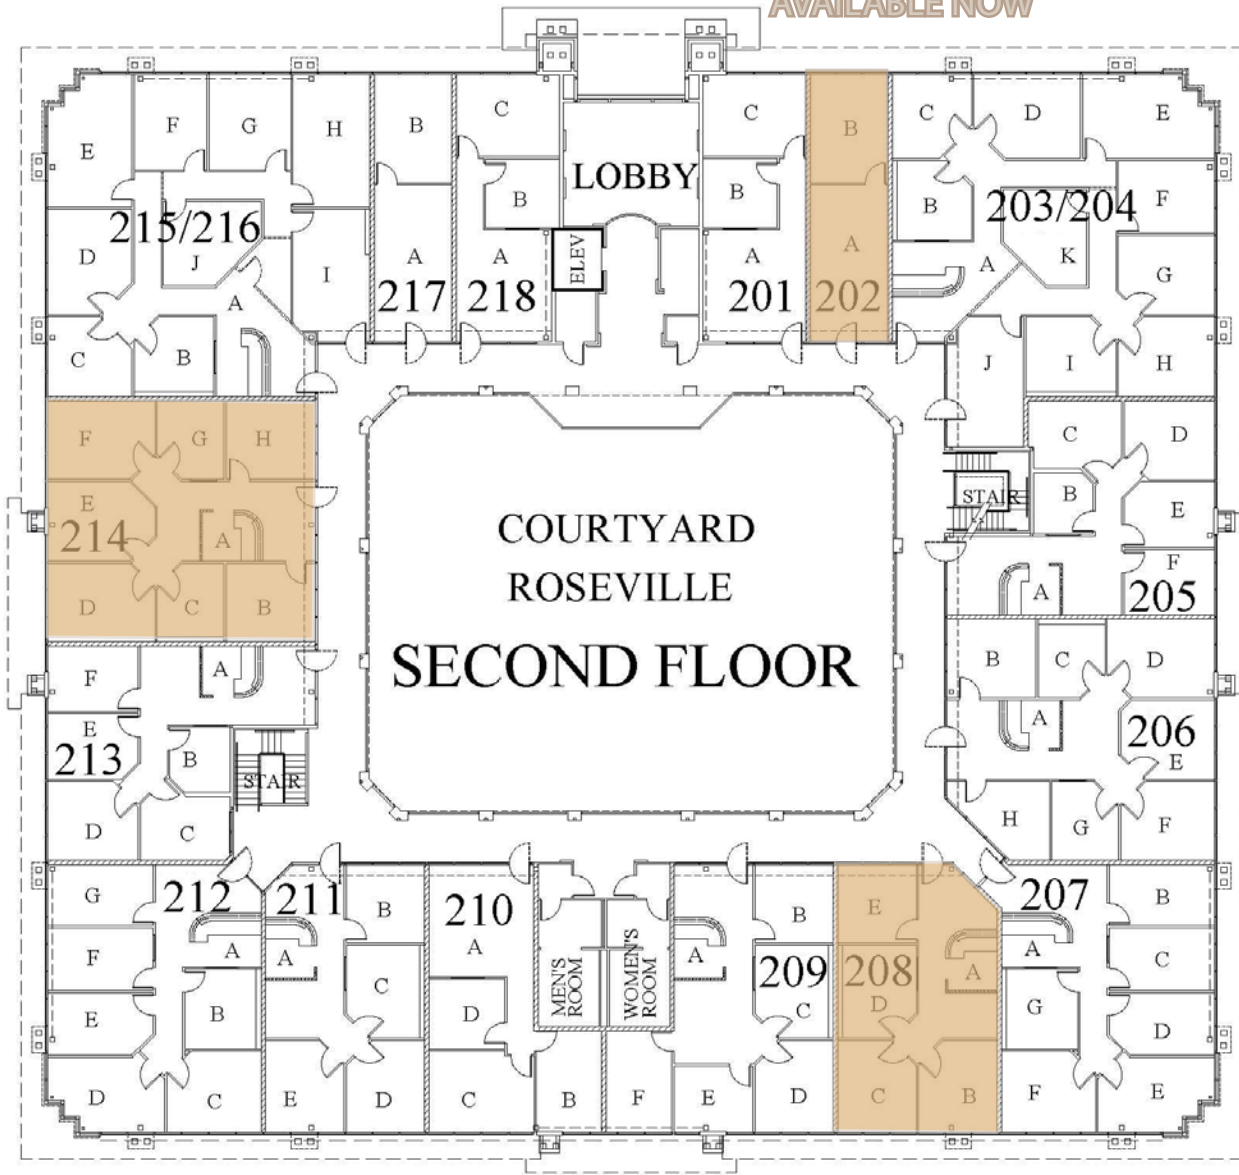 AVAILABLE NOW
C
C
C
D
E
B
B
F
G
H
B
E
F
LOBBY
B
B
B
203/204
215/216
K
G
J
D
I
A
217
A
218
ELEV
A
201
A
202
A
A
C
B
J
I
H
F
G
H
C
D
E
214
A
STAIR
B
E
COURTYARD
ROSEVILLE
SECOND FLOOR
D
C
B
A
F
205
F
A
B
C
D
E
213
B
STAIR
A
206
E
D
C
H
G
F
G
212
211
B
210
A
B
E
207
B
F
A
A
C
D
MEN'S
ROOM
WOMEN'S
ROOM
A
209
C
208
D
A
A
C
E
B
G
D
D
C
E
D
C
B
F
E
D
C
B
F
E